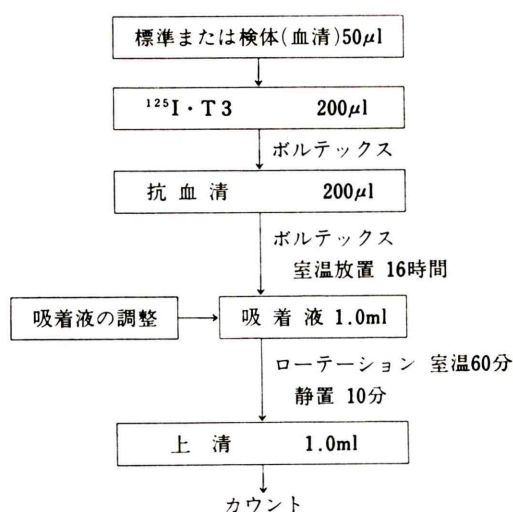 標準または検体(血清)50μl
¹²⁵I・T3 200μl
ボルテックス
抗血清 200μl
ボルテックス
室温放置 16時間
吸着液の調整
吸着液 1.0ml
ローテーション 室温60分
静置 10分
上清 1.0ml
カウント